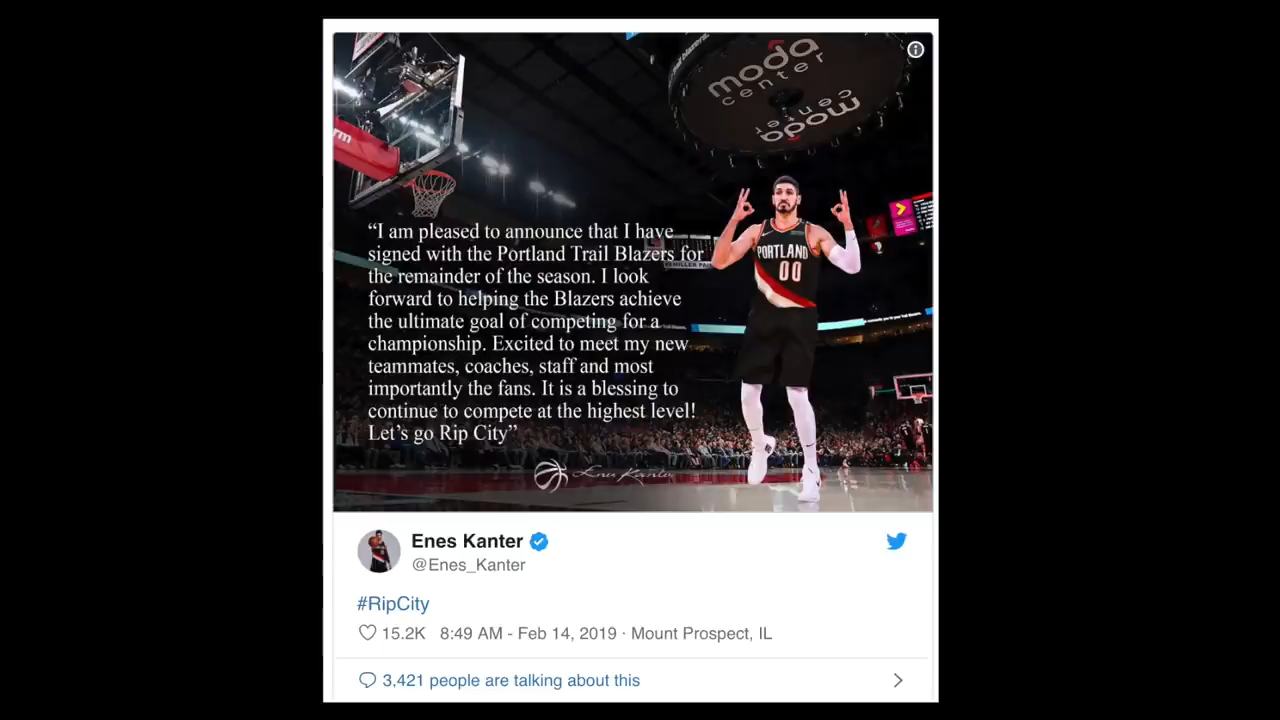 moda
center
center
moda
“I am pleased to announce that I have
signed with the Portland Trail Blazers for
the remainder of the season. I look
forward to helping the Blazers achieve
the ultimate goal of competing for a
championship. Excited to meet my new
teammates, coaches, staff and most
importantly the fans. It is a blessing to
continue to compete at the highest level!
Let’s go Rip City”
PORTLAND
00
Enes Kanter
Enes Kanter
@Enes_Kanter
#RipCity
15.2K 8:49 AM - Feb 14, 2019 · Mount Prospect, IL
3,421 people are talking about this